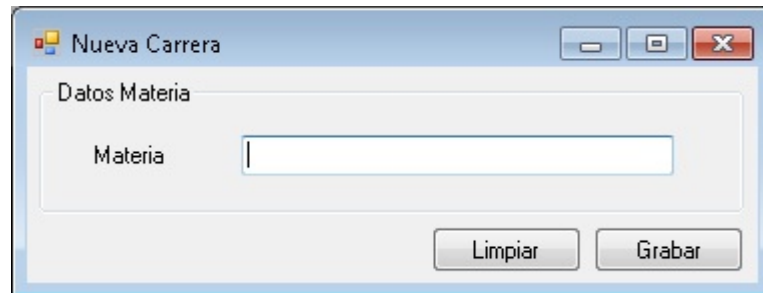 Nueva Carrera
Datos Materia
Materia
Limpiar Grabar